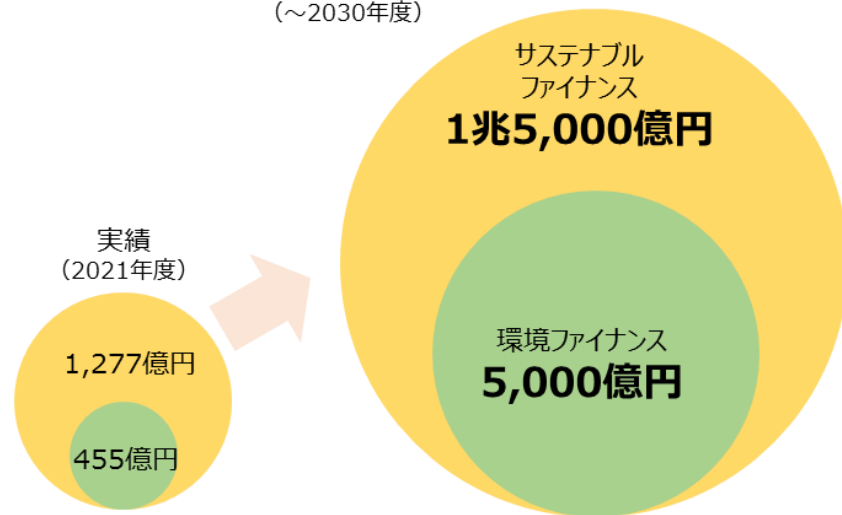 （～2030年度）
サステナブル
ファイナンス
1兆5,000億円
環境ファイナンス
5,000億円
実績
（2021年度）
1,277億円
455億円